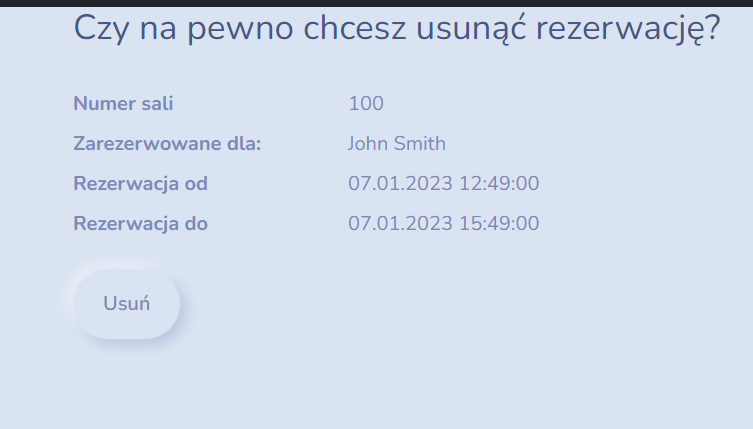 Czy na pewno chcesz usunąć rezerwację?
Numer sali 100
Zarezerwowane dla: John Smith
Rezerwacja od 07.01.2023 12:49:00
Rezerwacja do 07.01.2023 15:49:00
Usuń